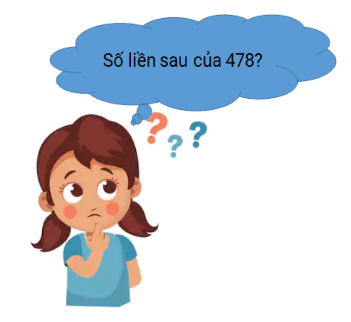 Số liền sau của 478?
? ? ?